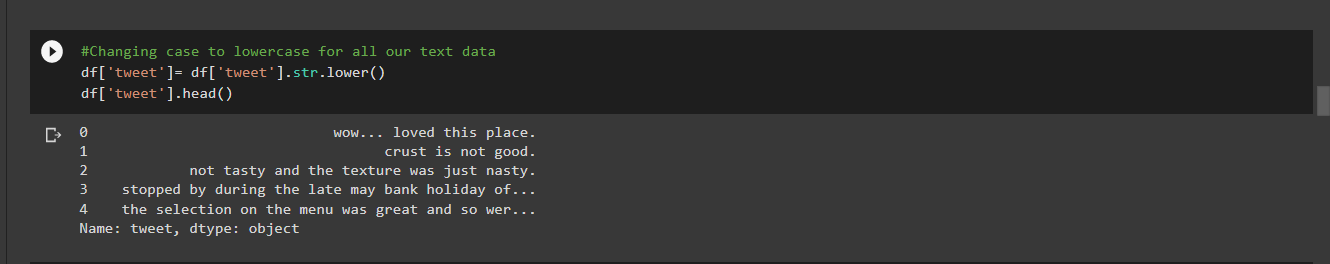 #Changing case to lowercase for all our text data
df['tweet']= df['tweet'].str.lower()
df['tweet'].head()
0                             wow... loved this place.
1                                   crust is not good.
2            not tasty and the texture was just nasty.
3    stopped by during the late may bank holiday of...
4    the selection on the menu was great and so wer...
Name: tweet, dtype: object